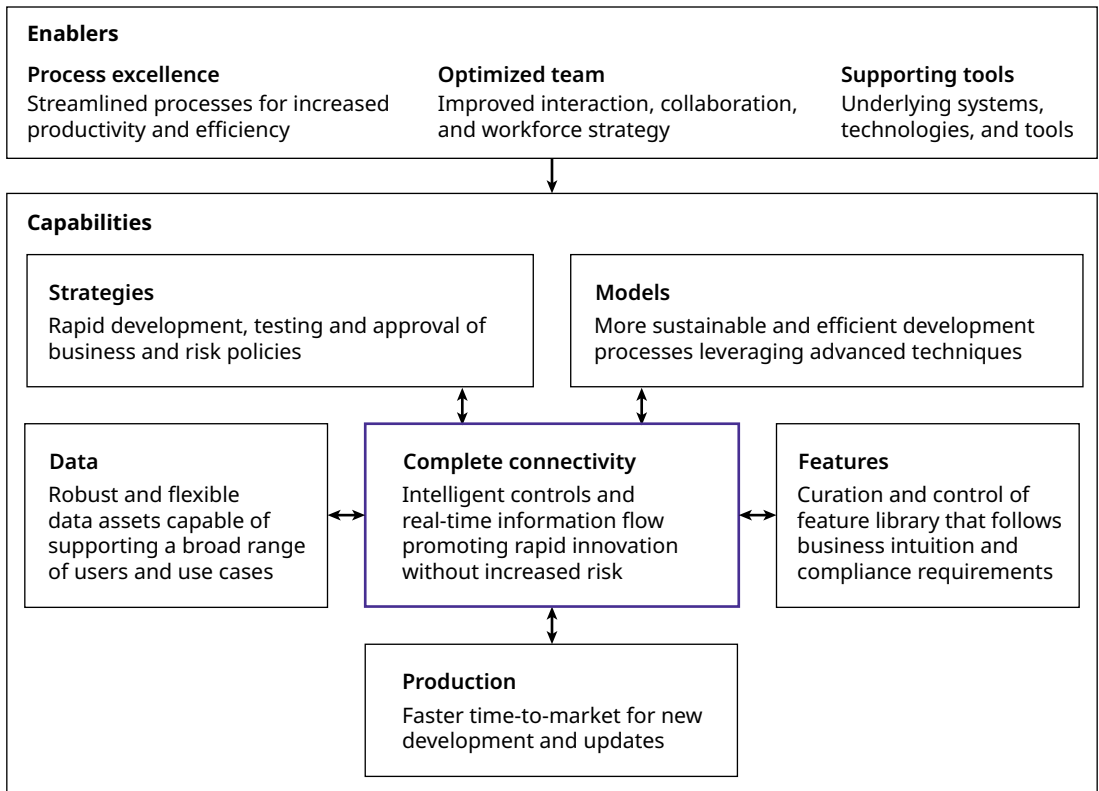 Enablers
Process excellence
Streamlined processes for increased
productivity and efficiency
Optimized team
Improved interaction, collaboration,
and workforce strategy
Supporting tools
Underlying systems,
technologies, and tools
Capabilities
Strategies
Rapid development, testing and approval of
business and risk policies
Models
More sustainable and efficient development
processes leveraging advanced techniques
Data
Robust and flexible
data assets capable of
supporting a broad range
of users and use cases
Complete connectivity
Intelligent controls and
real-time information flow
promoting rapid innovation
without increased risk
Features
Curation and control of
feature library that follows
business intuition and
compliance requirements
Production
Faster time-to-market for new
development and updates